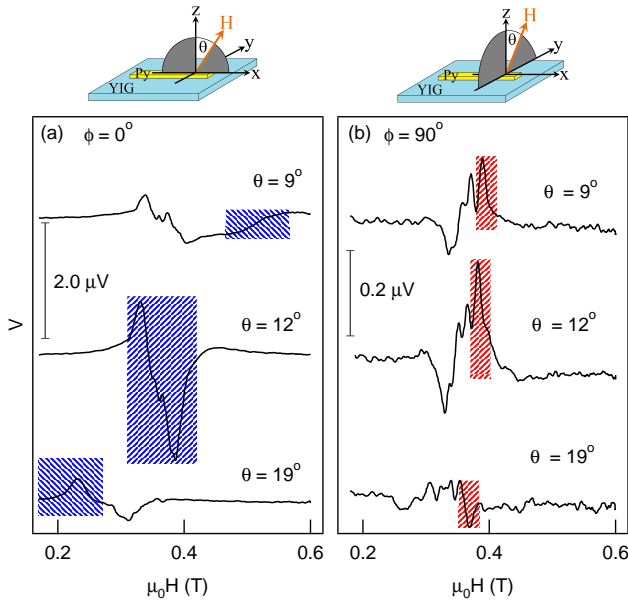 z
H
θ
y
Py
x
YIG
z
H
θ
y
Py
x
YIG
(a) ϕ = 0°
θ = 9°
2.0 μV
θ = 12°
θ = 19°
V
0.2 0.4 0.6
μ₀H (T)
(b) ϕ = 90°
θ = 9°
0.2 μV
θ = 12°
θ = 19°
0.2 0.4 0.6
μ₀H (T)